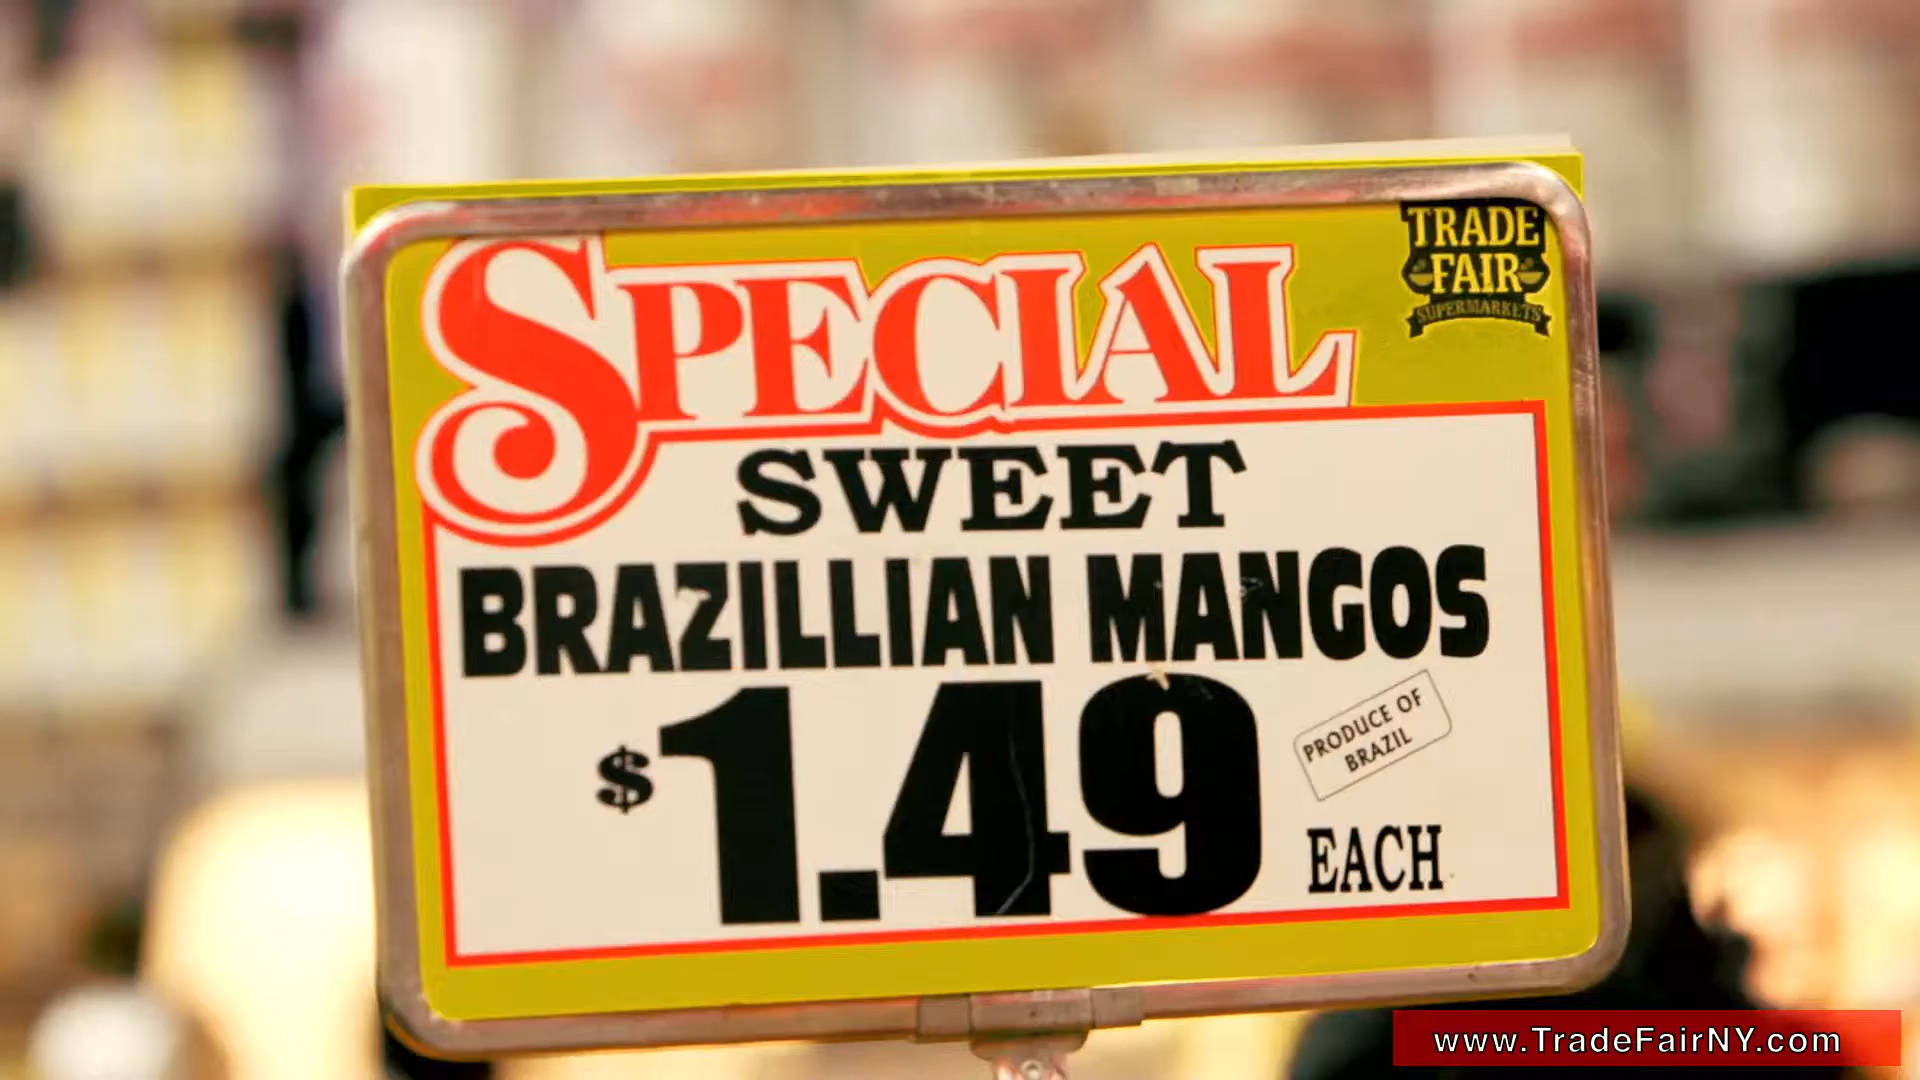 TRADE
FAIR
SUPERMARKETS
SPECIAL
SWEET
BRAZILLIAN MANGOS
$1.49
PRODUCE OF
BRAZIL
EACH
www.TradeFairNY.com